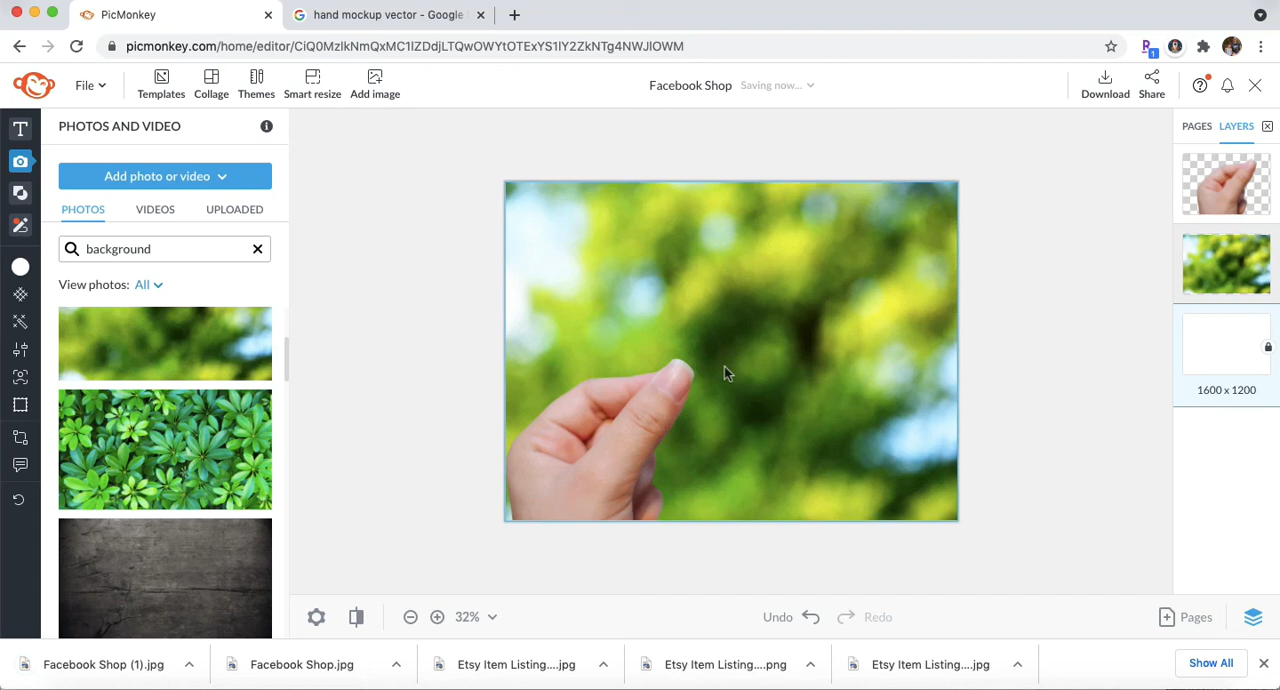 PicMonkey
hand mockup vector - Google
picmonkey.com/home/editor/CiQ0MzlkNmQxMC1lZDdjLTQwOWYtOTExYS1lY2ZkNTg4NWJlOWM
1
File
Templates
Collage
Themes
Smart resize
Add image
Facebook Shop
Saving now...
Download
Share
PHOTOS AND VIDEO
PAGES
LAYERS
Add photo or video
PHOTOS
VIDEOS
UPLOADED
background
View photos: All
1600 x 1200
32%
Undo
Redo
Pages
Facebook Shop (1).jpg
Facebook Shop.jpg
Etsy Item Listing....jpg
Etsy Item Listing....png
Etsy Item Listing....jpg
Show All